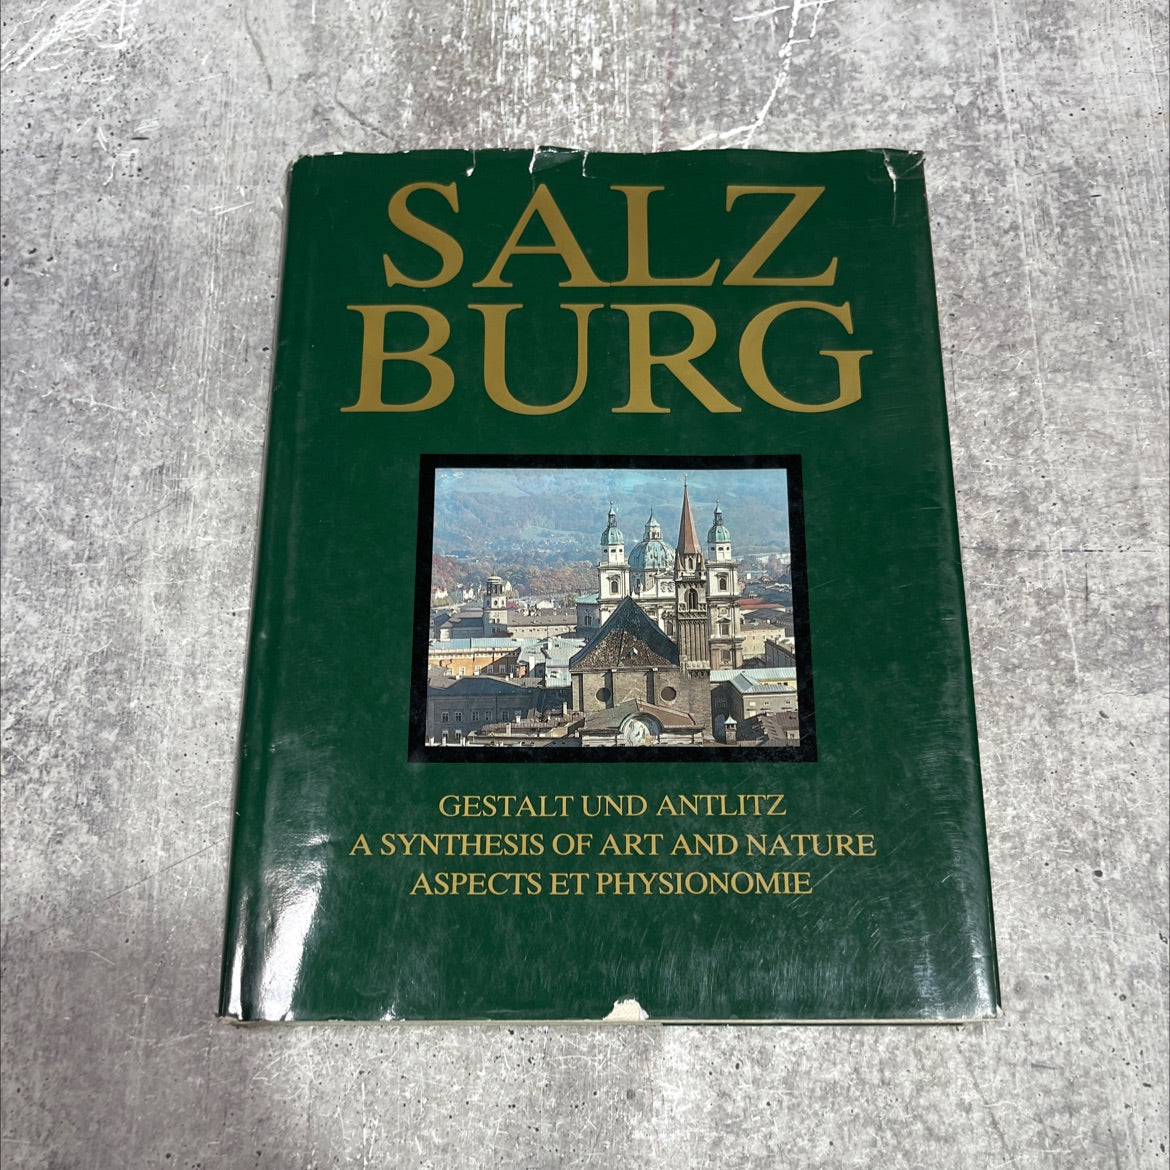 SALZ
BURG
GESTALT UND ANTLITZ
A SYNTHESIS OF ART AND NATURE
ASPECTS ET PHYSIONOMIE